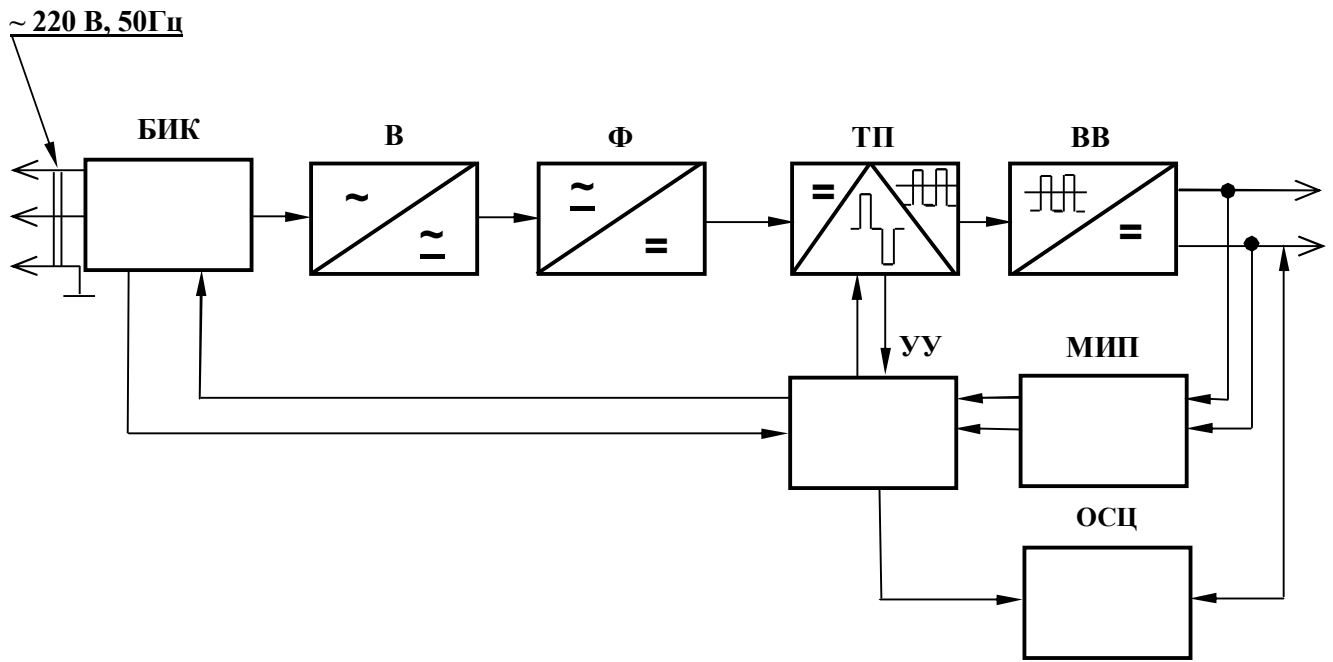 ~ 220 В, 50Гц
БИК
В
Ф
ТП
ВВ
~
≃
≃
=
=
=
УУ
МИП
ОСЦ